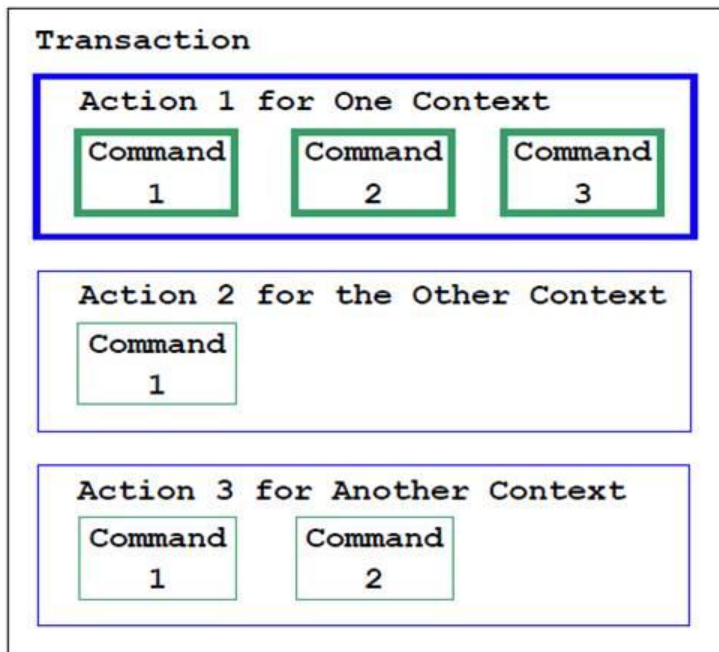 Transaction
Action 1 for One Context
Command Command Command
1 2 3
Action 2 for the Other Context
Command
1
Action 3 for Another Context
Command Command
1 2